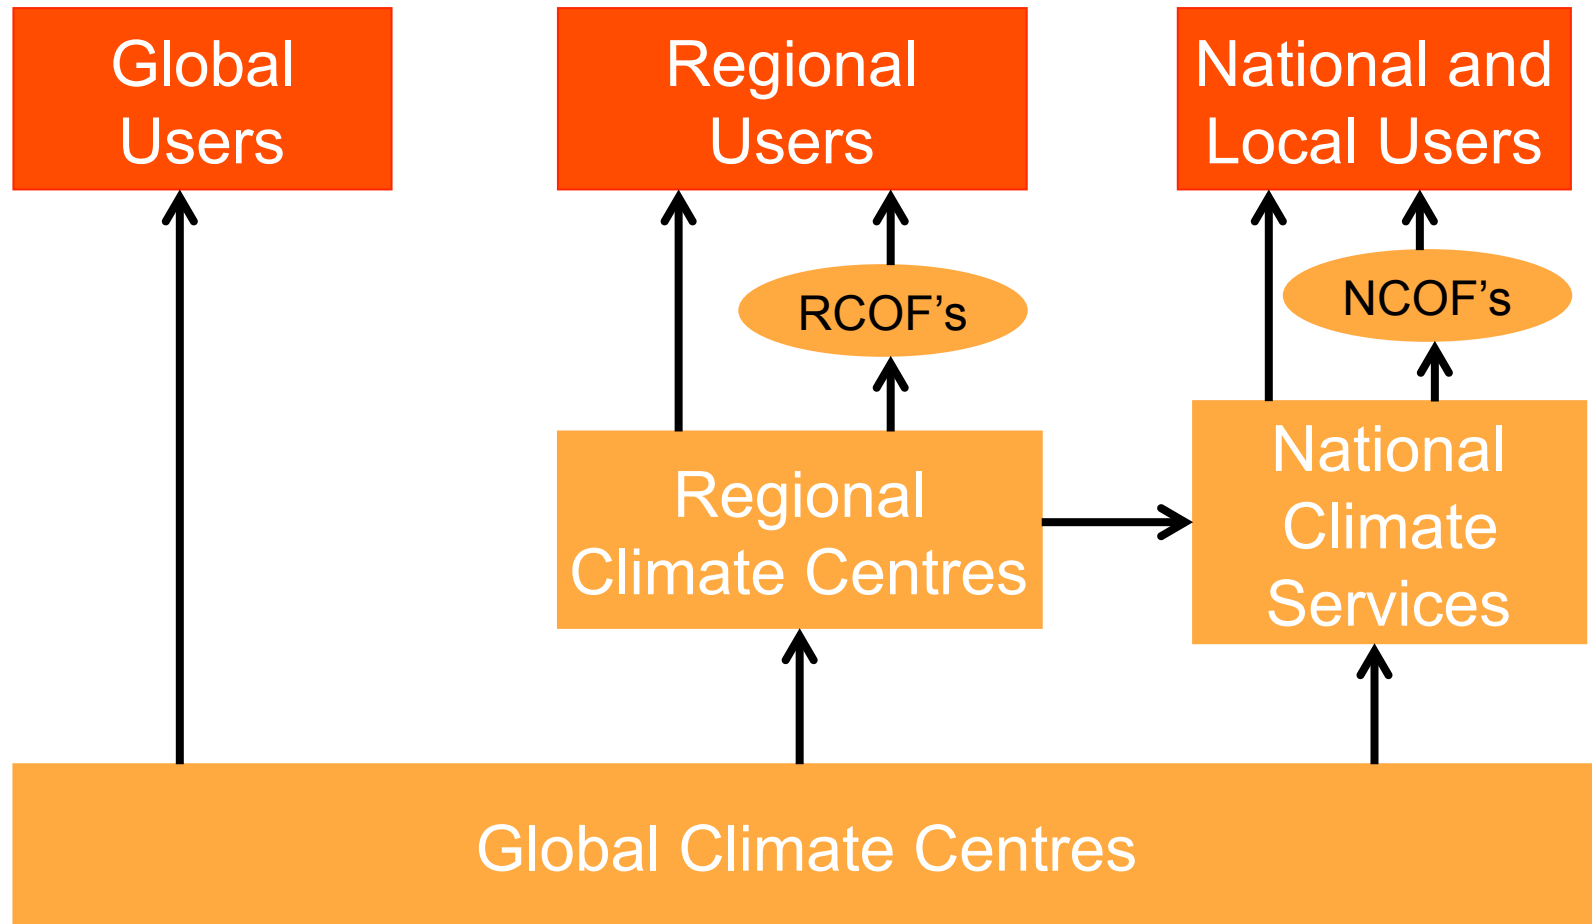 Global
Users
Regional
Users
National and
Local Users
RCOF’s
NCOF’s
Regional
Climate Centres
National
Climate
Services
Global Climate Centres